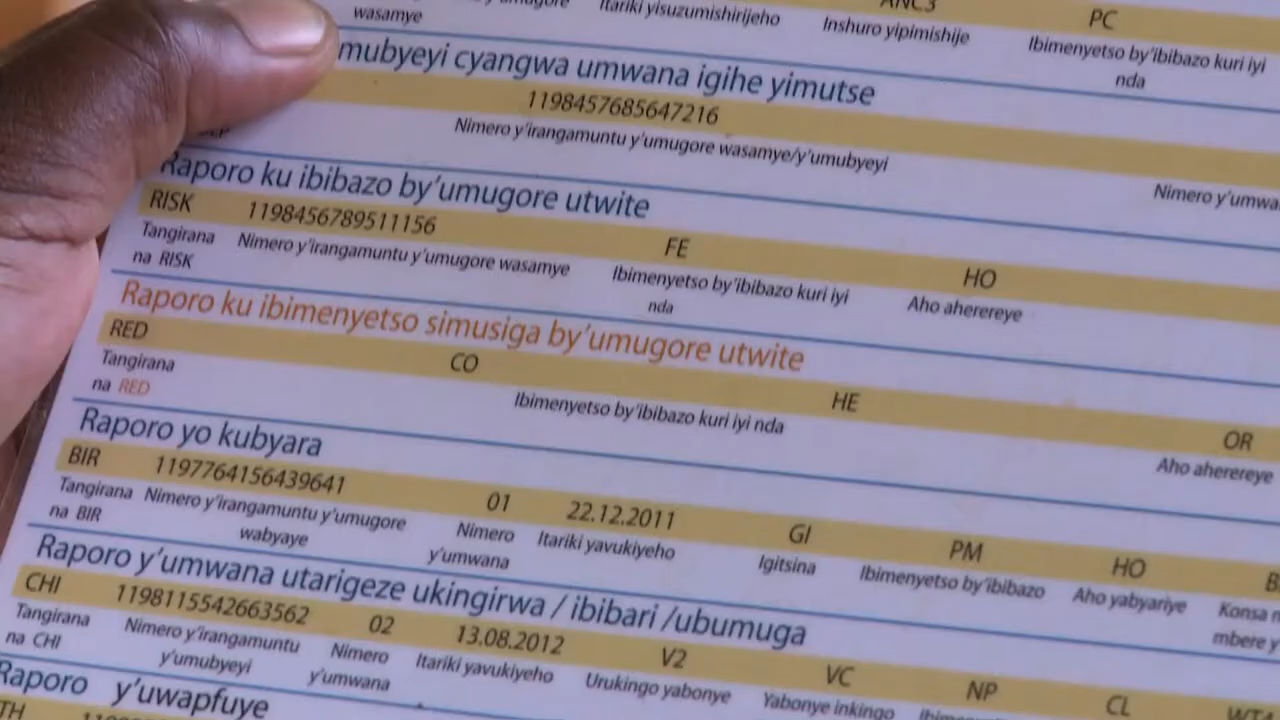 ANC3 PC
wasamye Itariki yisuzumishirijeho Inshuro yipimishije Ibimenyetso by'ibibazo kuri iyi
nda
mubyeyi cyangwa umwana igihe yimutse
1198457685647216
Nimero y'irangamuntu y'umugore wasamye/y'umubyeyi
Raporo ku ibibazo by'umugore utwite
RISK 1198456789511156 FE HO
Tangirana Nimero y'irangamuntu y'umugore wasamye Ibimenyetso by'ibibazo kuri iyi Aho aherereye
na RISK nda
Raporo ku ibimenyetso simusiga by'umugore utwite
RED CO HE OR
Tangirana Ibimenyetso by'ibibazo kuri iyi nda Aho aherereye
na RED
Raporo yo kubyara
BIR 1197764156439641 01 22.12.2011 GI PM HO
Tangirana Nimero y'irangamuntu y'umugore Nimero Itariki yavukiyeho Igitsina Ibimenyetso by'ibibazo Aho yabyariye Konsa
na BIR wabyaye y'umwana mbere
Raporo y'umwana utarigeze ukingirwa / ibibari /ubumuga
CHI 1198115542663562 02 13.08.2012 V2 VC NP CL
Tangirana Nimero y'irangamuntu Nimero Itariki yavukiyeho Urukingo yabonye Yabonye inkingo
na CHI y'umubyeyi y'umwana
Raporo y'uwapfuye